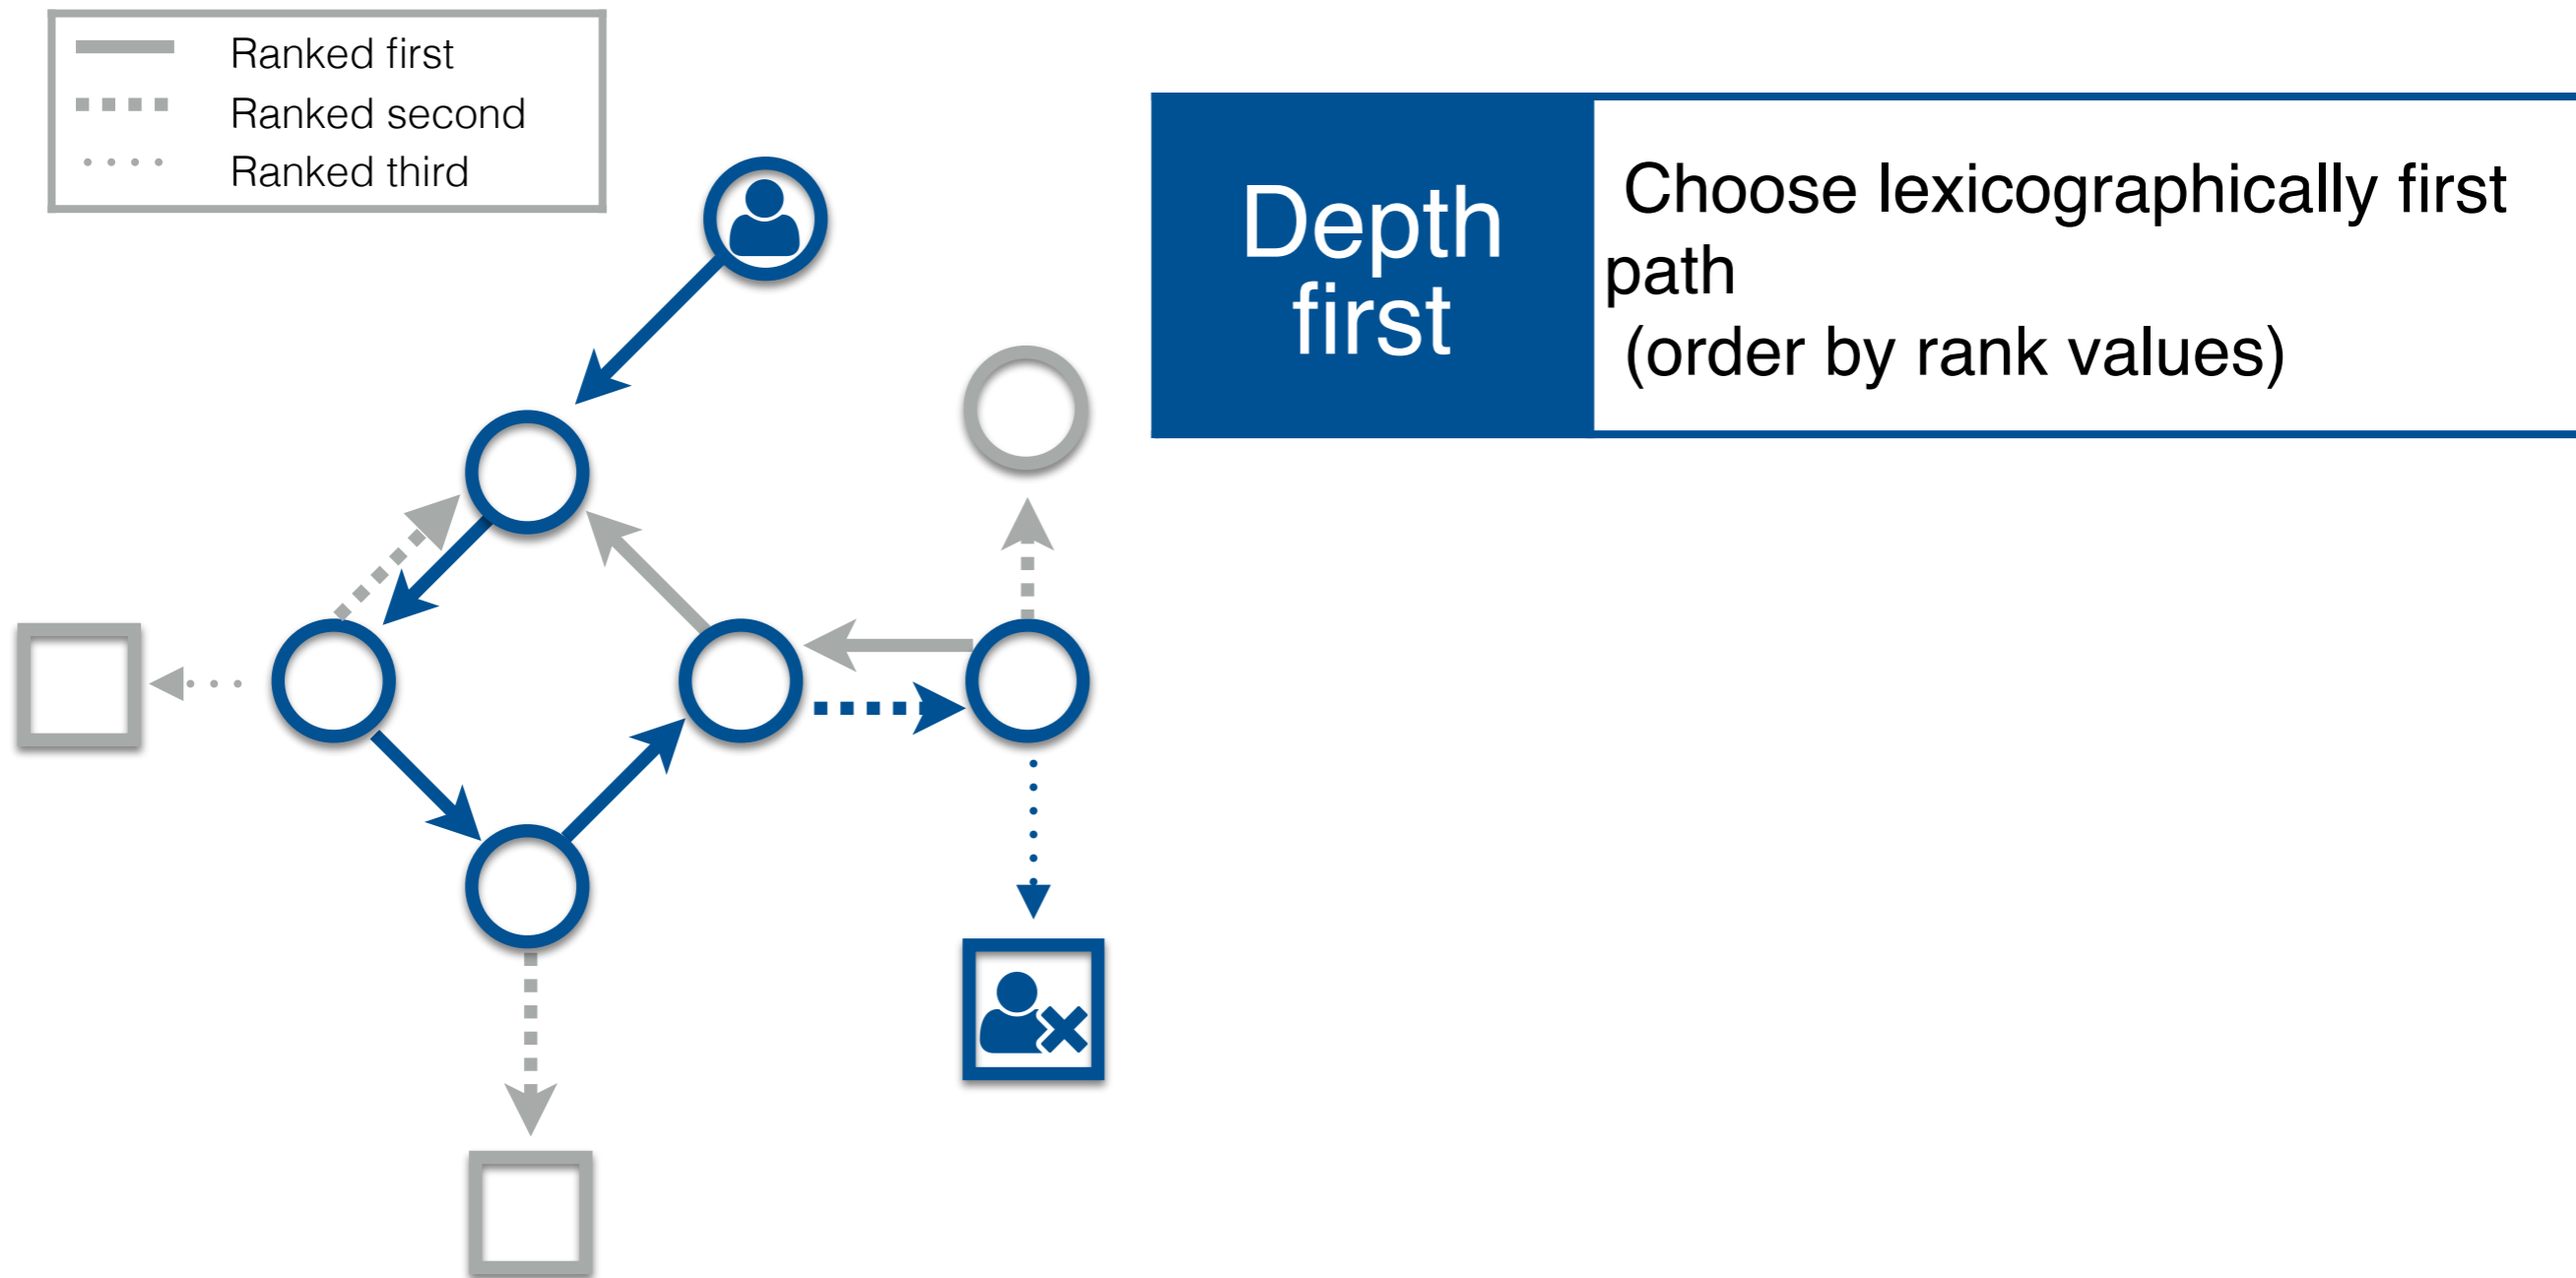 Ranked first
Ranked second
Ranked third
Depth
first
Choose lexicographically first
path
(order by rank values)